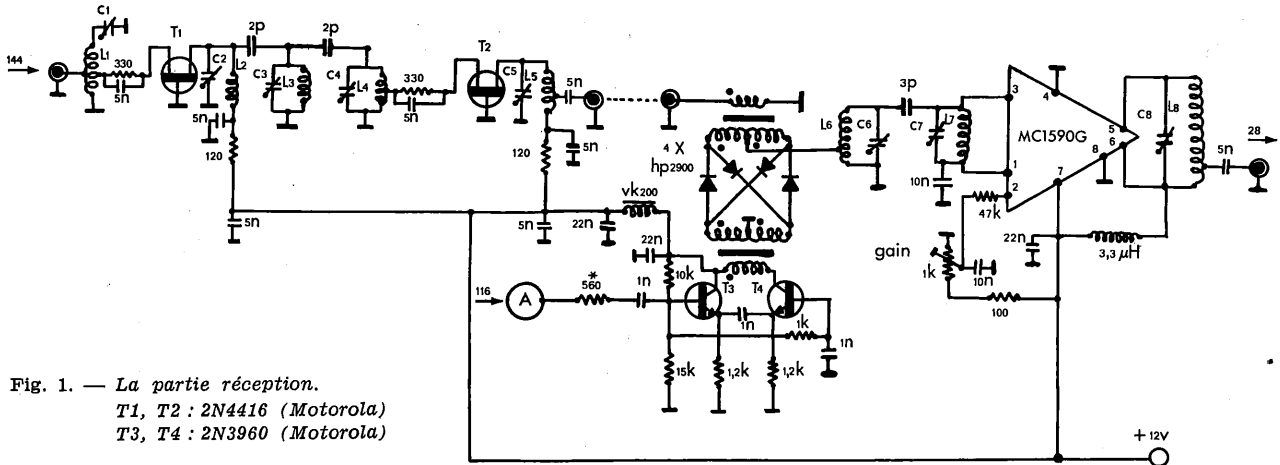 C1
T1
2p
2p
T2
144
L1
330
5n
C2
L2
C3
L3
C4
L4
330
5n
C5
L5
5n
5n
120
5n
120
5n
5n
22n
vk200
4 X
hp2900
L6
C6
3p
C7
L7
10n
3
1
2
4
MC1590G
5
6
8
7
C8
L8
5n
28
47k
22n
3,3 µH
gain
1k
10n
100
22n
10k
116
A
*
560
1n
T3
T4
1n
1k
1n
15k
1,2k
1,2k
+ 12V
Fig. 1. — La partie réception.
T1, T2 : 2N4416 (Motorola)
T3, T4 : 2N3960 (Motorola)